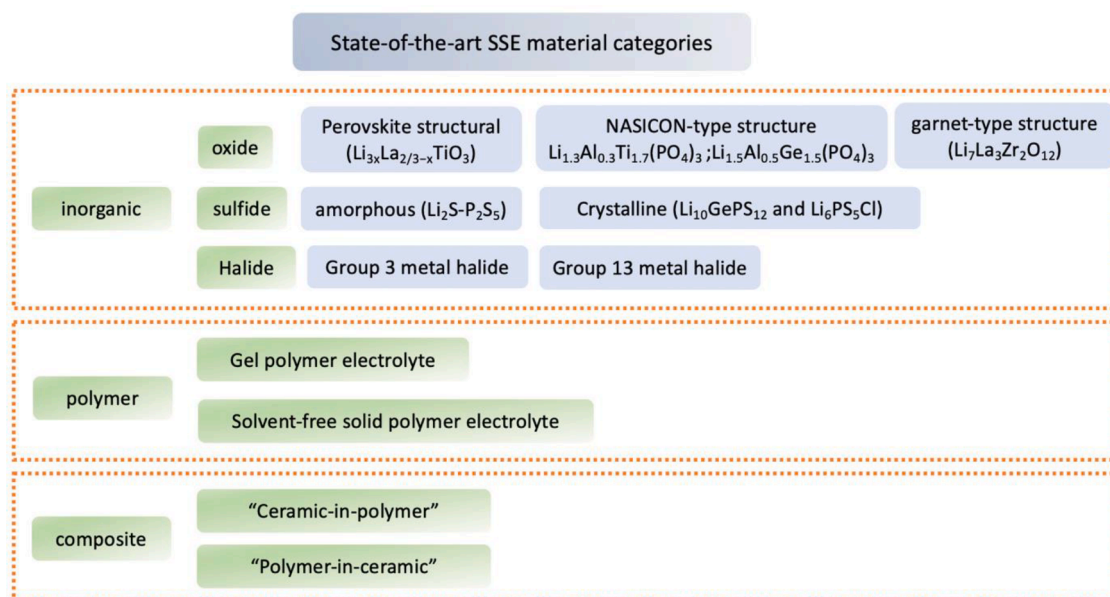 State-of-the-art SSE material categories
inorganic
oxide
Perovskite structural
(Li₃ₓLa₂/₃₋ₓTiO₃)
NASICON-type structure
Li₁.₃Al₀.₃Ti₁.₇(PO₄)₃ ;Li₁.₅Al₀.₅Ge₁.₅(PO₄)₃
garnet-type structure
(Li₇La₃Zr₂O₁₂)
sulfide
amorphous (Li₂S-P₂S₅)
Crystalline (Li₁₀GePS₁₂ and Li₆PS₅Cl)
Halide
Group 3 metal halide
Group 13 metal halide
polymer
Gel polymer electrolyte
Solvent-free solid polymer electrolyte
composite
“Ceramic-in-polymer”
“Polymer-in-ceramic”